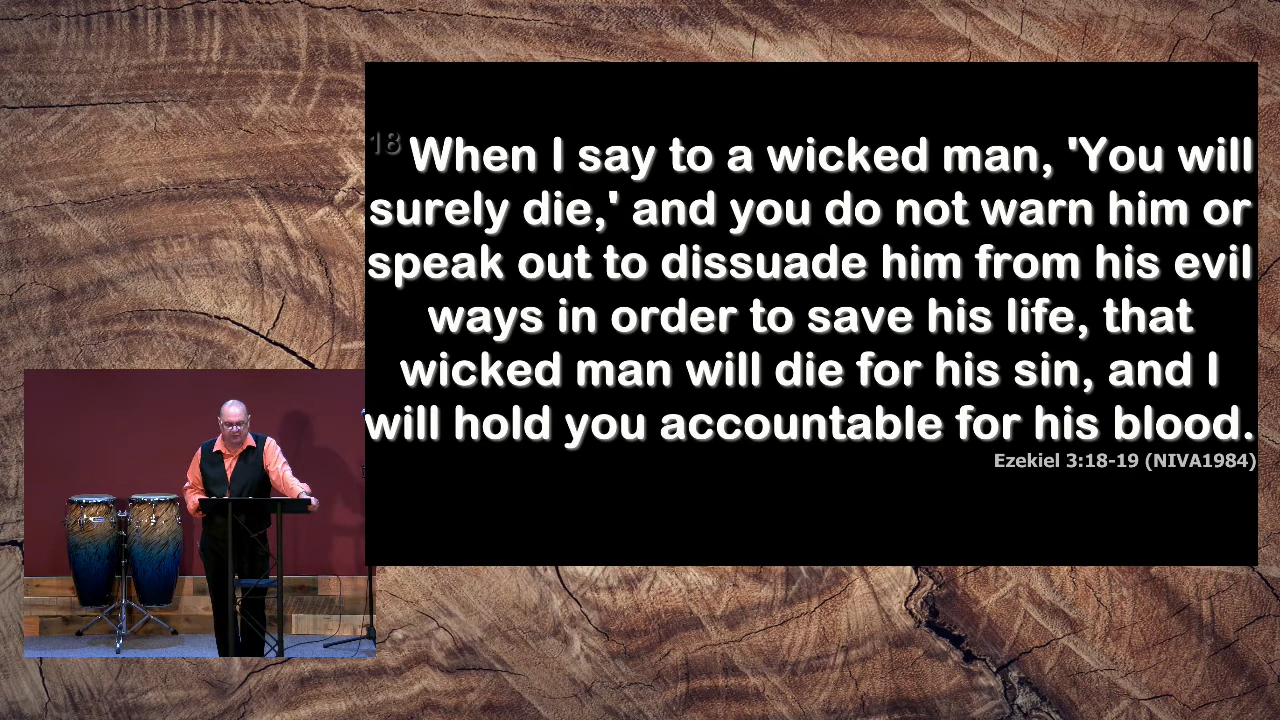 18 When I say to a wicked man, 'You will
surely die,' and you do not warn him or
speak out to dissuade him from his evil
ways in order to save his life, that
wicked man will die for his sin, and I
will hold you accountable for his blood.
Ezekiel 3:18-19 (NIVA1984)